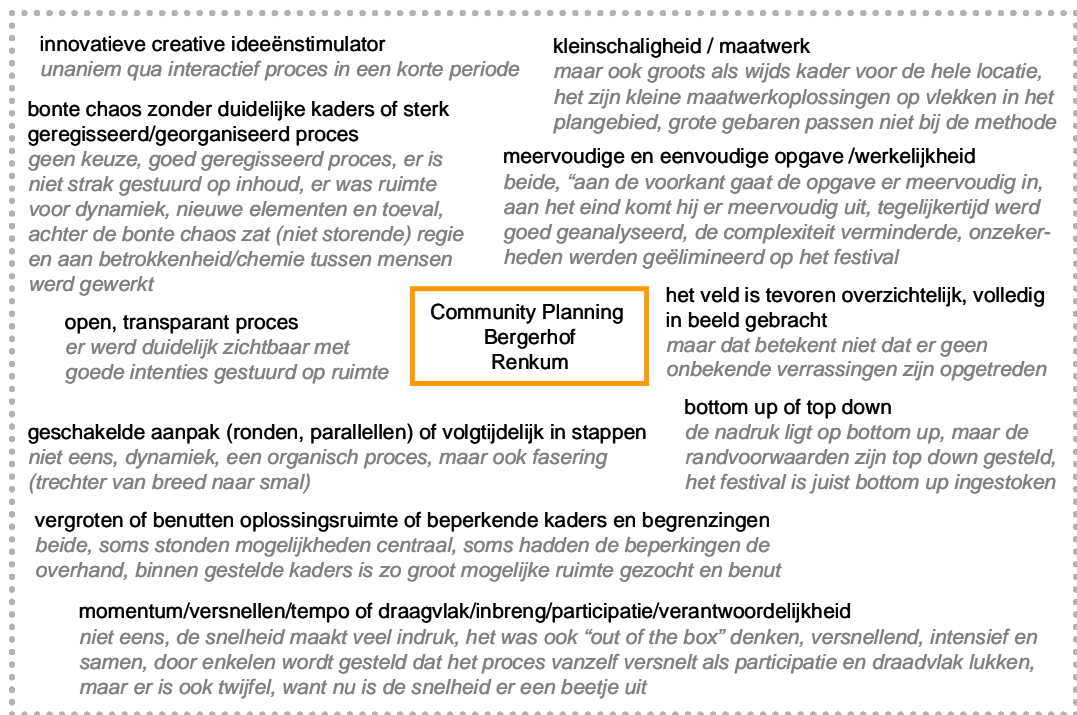 innovatieve creative ideeënstimulator
unaniem qua interactief proces in een korte periode
kleinschaligheid / maatwerk
maar ook groots als wijds kader voor de hele locatie,
het zijn kleine maatwerkoplossingen op vlekken in het
plangebied, grote gebaren passen niet bij de methode
bonte chaos zonder duidelijke kaders of sterk
geregisseerd/georganiseerd proces
geen keuze, goed geregisseerd proces, er is
niet strak gestuurd op inhoud, er was ruimte
voor dynamiek, nieuwe elementen en toeval,
achter de bonte chaos zat (niet storende) regie
en aan betrokkenheid/chemie tussen mensen
werd gewerkt
meervoudige en eenvoudige opgave /werkelijkheid
beide, “aan de voorkant gaat de opgave er meervoudig in,
aan het eind komt hij er meervoudig uit, tegelijkertijd werd
goed geanalyseerd, de complexiteit verminderde, onzeker-
heden werden geëlimineerd op het festival
open, transparant proces
er werd duidelijk zichtbaar met
goede intenties gestuurd op ruimte
Community Planning
Bergerhof
Renkum
het veld is tevoren overzichtelijk, volledig
in beeld gebracht
maar dat betekent niet dat er geen
onbekende verrassingen zijn opgetreden
bottom up of top down
de nadruk ligt op bottom up, maar de
randvoorwaarden zijn top down gesteld,
het festival is juist bottom up ingestoken
geschakelde aanpak (ronden, parallellen) of volgtijdelijk in stappen
niet eens, dynamiek, een organisch proces, maar ook fasering
(trechter van breed naar smal)
vergroten of benutten oplossingsruimte of beperkende kaders en begrenzingen
beide, soms stonden mogelijkheden centraal, soms hadden de beperkingen de
overhand, binnen gestelde kaders is zo groot mogelijke ruimte gezocht en benut
momentum/versnellen/tempo of draagvlak/inbreng/participatie/verantwoordelijkheid
niet eens, de snelheid maakt veel indruk, het was ook “out of the box” denken, versnellend, intensief en
samen, door enkelen wordt gesteld dat het proces vanzelf versnelt als participatie en draadvlak lukken,
maar er is ook twijfel, want nu is de snelheid er een beetje uit